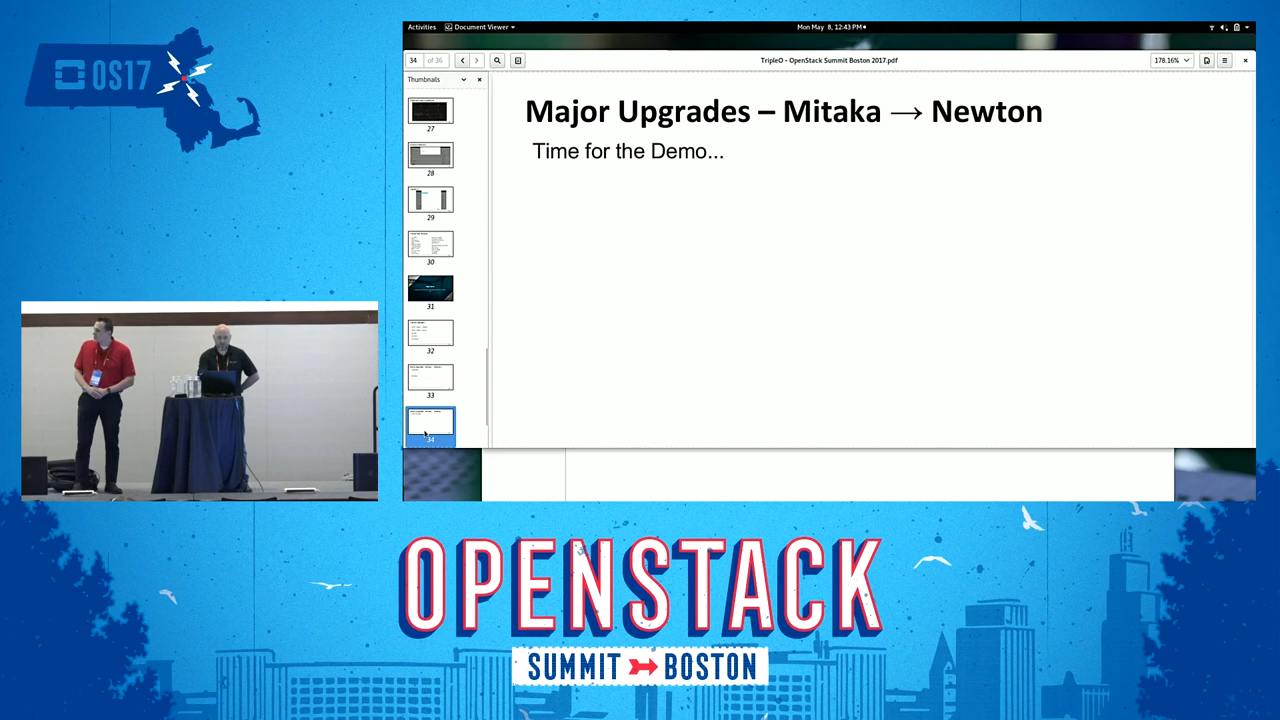 OS17
Activities
Document Viewer
Mon May 8, 12:43 PM
34
of 36
TripleO - OpenStack Summit Boston 2017.pdf
178.16%
Thumbnails
27
28
29
30
31
32
33
34
Major Upgrades – Mitaka → Newton
Time for the Demo...
OPENSTACK
SUMMIT BOSTON